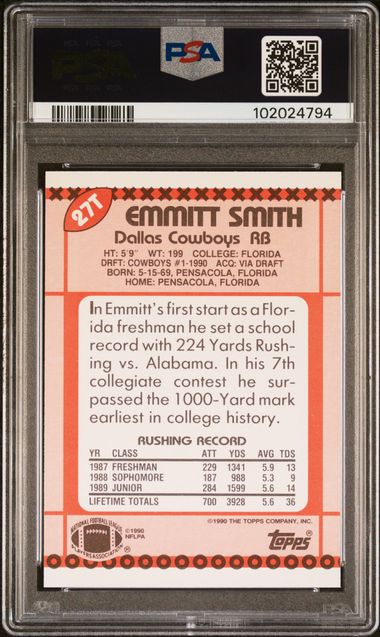 PSA
102024794
27T
EMMITT SMITH
Dallas Cowboys RB
HT: 5'9" WT: 199 COLLEGE: FLORIDA
DRFT: COWBOYS #1-1990 ACQ: VIA DRAFT
BORN: 5-15-69, PENSACOLA, FLORIDA
HOME: PENSACOLA, FLORIDA
In Emmitt's first start as a Flor-
ida freshman he set a school
record with 224 Yards Rush-
ing vs. Alabama. In his 7th
collegiate contest he sur-
passed the 1000-Yard mark
earliest in college history.
RUSHING RECORD
YR CLASS ATT YDS AVG TDS
1987 FRESHMAN 229 1341 5.9 13
1988 SOPHOMORE 187 988 5.3 9
1989 JUNIOR 284 1599 5.6 14
LIFETIME TOTALS 700 3928 5.6 36
NATIONAL FOOTBALL LEAGUE
PLAYERS ASSOCIATION
©1990
NFLPA
©1990 THE TOPPS COMPANY, INC.
Topps®